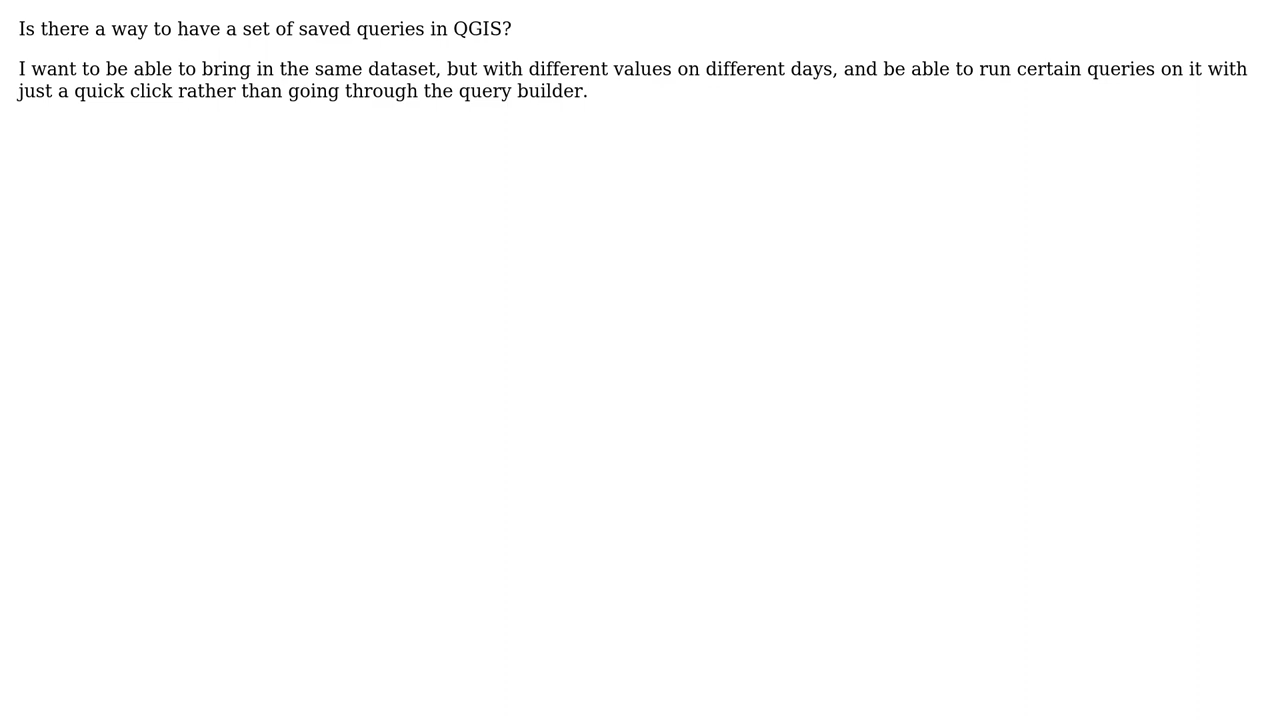 Is there a way to have a set of saved queries in QGIS?
I want to be able to bring in the same dataset, but with different values on different days, and be able to run certain queries on it with
just a quick click rather than going through the query builder.